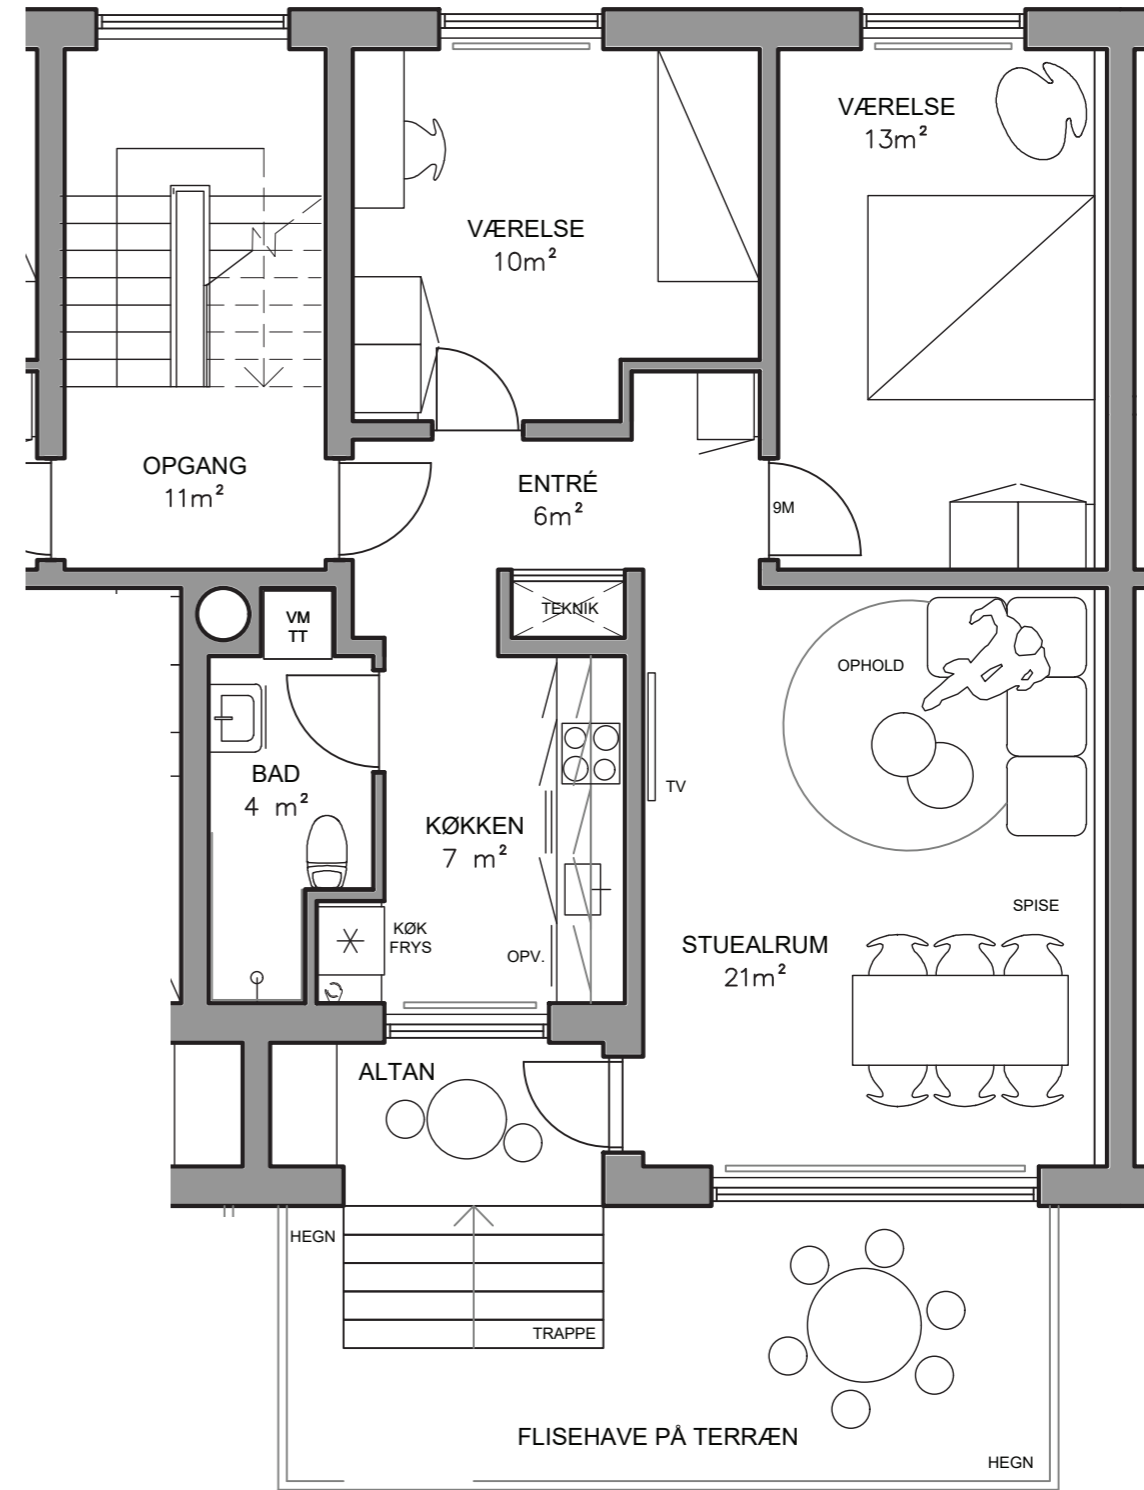 VÆRELSE
13m²
VÆRELSE
10m²
OPGANG
11m²
ENTRÉ
6m²
9M
TEKNIK
VM
TT
OPHOLD
BAD
4 m²
TV
KØKKEN
7 m²
SPISE
KØK
FRYS
OPV.
STUEALRUM
21m²
ALTAN
HEGN
TRAPPE
FLISEHAVE PÅ TERRÆN
HEGN